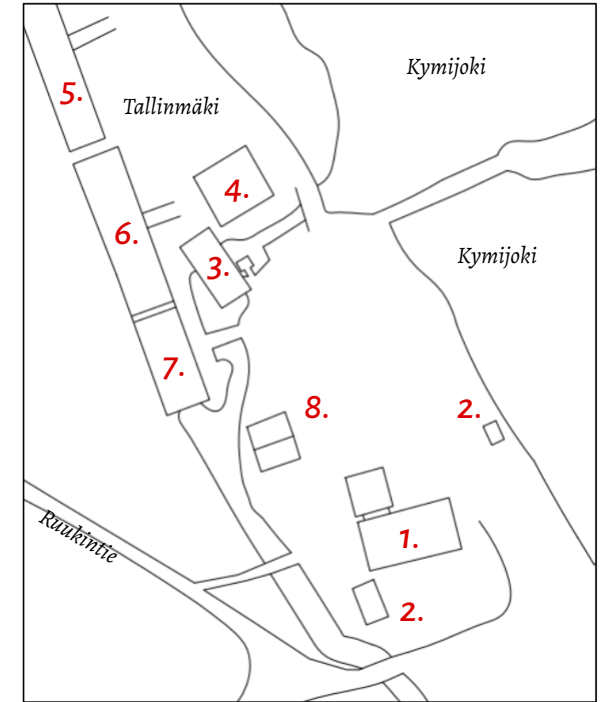 Kymijoki
5.
Tallinmäki
4.
6.
Kymijoki
3.
7.
8.
2.
Ruukintie
1.
2.